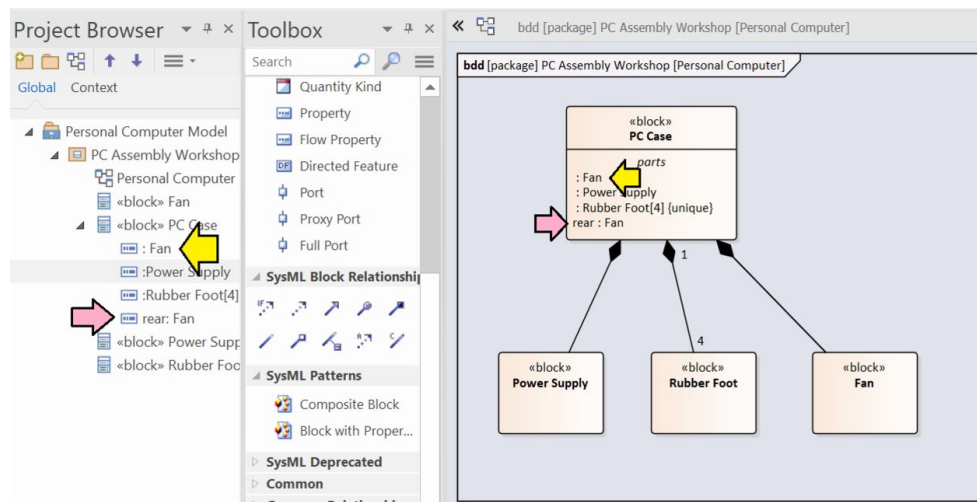 Project Browser
Global Context
Personal Computer Model
PC Assembly Workshop
Personal Computer
«block» Fan
«block» PC Case
: Fan
:Power Supply
:Rubber Foot[4]
rear: Fan
«block» Power Supp
«block» Rubber Foo
Toolbox
Search
Quantity Kind
Property
Flow Property
DF Directed Feature
Port
Proxy Port
Full Port
SysML Block Relationship
IF
SysML Patterns
Composite Block
Block with Proper...
SysML Deprecated
Common
bdd [package] PC Assembly Workshop [Personal Computer]
bdd [package] PC Assembly Workshop [Personal Computer]
«block»
PC Case
parts
: Fan
: Power Supply
: Rubber Foot[4] {unique}
rear : Fan
1
4
«block»
Power Supply
«block»
Rubber Foot
«block»
Fan